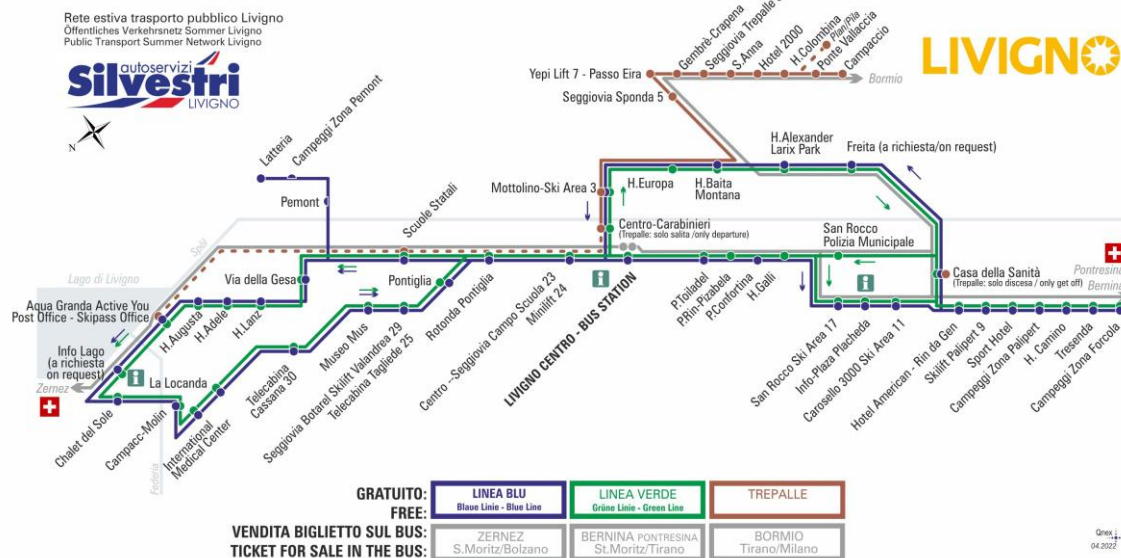 Rete estiva trasporto pubblico Livigno
Öffentliches Verkehrsnetz Sommer Livigno
Public Transport Summer Network Livigno
autoservizi
Silvestri
LIVIGNO
N
LIVIGNO
Gembrè-Crapena
Seggiovia Trepalle
S.Anna
Hotel 2000
H.Colombina
Plan/Pila
Ponte Vallaccia
Campaccio
Yepi Lift 7 - Passo Eira
Bormio
Seggiovia Sponda 5
Latteria
Campeggi Zona Pemont
Pemont
Scuole Statali
Mottolino-Ski Area 3
H.Europa
H.Baita
Montana
H.Alexander
Larix Park
Freita (a richiesta/on request)
Centro-Carabinieri
(Trepalle: solo salita /only departure)
San Rocco
Polizia Municipale
Casa della Sanità
(Trepalle: solo discesa / only get off)
Pontresina
Bernina
Spöl
Lago di Livigno
Via della Gesa
Pontiglia
Aqua Granda Active You
Post Office - Skipass Office
Info Lago
(a richiesta
on request)
Zernez
H.Augusta
H.Adele
H.Lanz
La Locanda
Chalet del Sole
Campacc-Molin
Federia
International
Medical Center
Telecabina
Cassana 30
Museo Mus
Seggiovia Botarel Skilift Valandrea 29
Telecabina Tagliede 25
Rotonda Pontiglia
Centro --Seggiovia Campo Scuola 23
Minilift 24
LIVIGNO CENTRO - BUS STATION
P.Toiladel
P.Rin-Pizabela
P.Confortina
H.Galli
San Rocco Ski Area 17
Info-Plaza Placheda
Carosello 3000 Ski Area 11
Hotel American - Rin da Gen
Skilift Palipert 9
Sport Hotel
Campeggi Zona Palipert
H. Camino
Tresenda
Campeggi Zona Forcola
GRATUITO:
FREE:
LINEA BLU
Blaue Linie - Blue Line
LINEA VERDE
Grüne Linie - Green Line
TREPALLE
VENDITA BIGLIETTO SUL BUS:
TICKET FOR SALE IN THE BUS:
ZERNEZ
S.Moritz/Bolzano
BERNINA PONTRESINA
St.Moritz/Tirano
BORMIO
Tirano/Milano
Qnex
04.2022